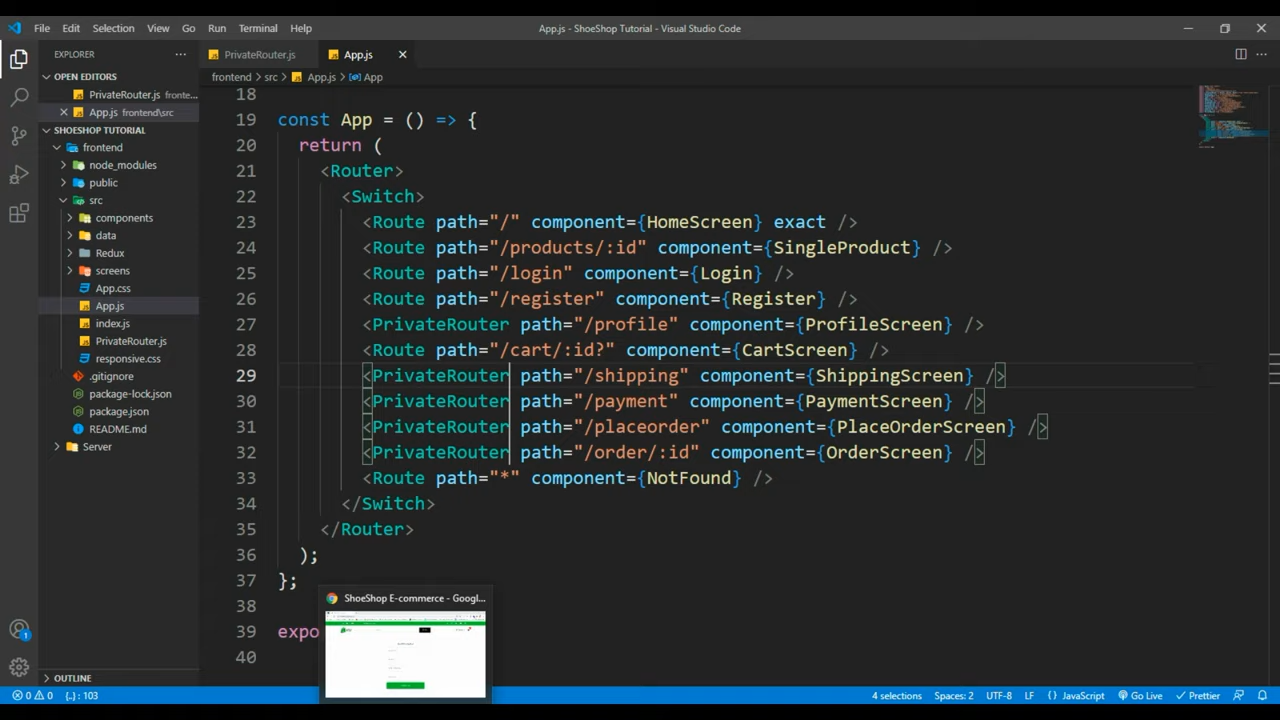 File Edit Selection View Go Run Terminal Help
App.js - ShoeShop Tutorial - Visual Studio Code
EXPLORER
PrivateRouter.js
App.js
OPEN EDITORS
PrivateRouter.js fronte...
App.js frontend\src
SHOESHOP TUTORIAL
frontend
node_modules
public
src
components
data
Redux
screens
App.css
App.js
index.js
PrivateRouter.js
responsive.css
.gitignore
package-lock.json
package.json
README.md
Server
OUTLINE
frontend > src > App.js > App
18
19 const App = () => {
20 return (
21 <Router>
22 <Switch>
23 <Route path="/" component={HomeScreen} exact />
24 <Route path="/products/:id" component={SingleProduct} />
25 <Route path="/login" component={Login} />
26 <Route path="/register" component={Register} />
27 <PrivateRouter path="/profile" component={ProfileScreen} />
28 <Route path="/cart/:id?" component={CartScreen} />
29 <PrivateRouter path="/shipping" component={ShippingScreen} />
30 <PrivateRouter path="/payment" component={PaymentScreen} />
31 <PrivateRouter path="/placeorder" component={PlaceOrderScreen} />
32 <PrivateRouter path="/order/:id" component={OrderScreen} />
33 <Route path="*" component={NotFound} />
34 </Switch>
35 </Router>
36 );
37 };
38
39 expo
40
ShoeShop E-commerce - Googl...
1
0 0 {..} : 103
4 selections Spaces: 2 UTF-8 LF {} JavaScript Go Live Prettier